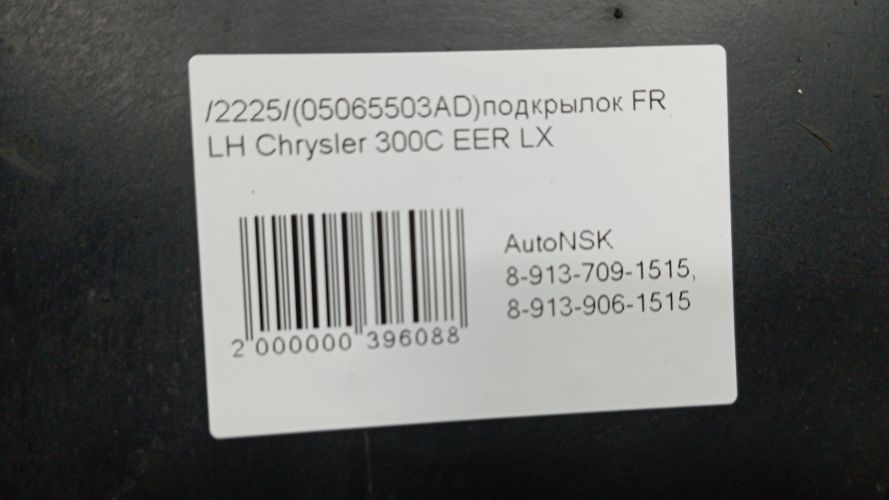 /2225/(05065503AD)подкрылок FR
LH Chrysler 300C EER LX
AutoNSK
8-913-709-1515,
8-913-906-1515
2 000000 396088